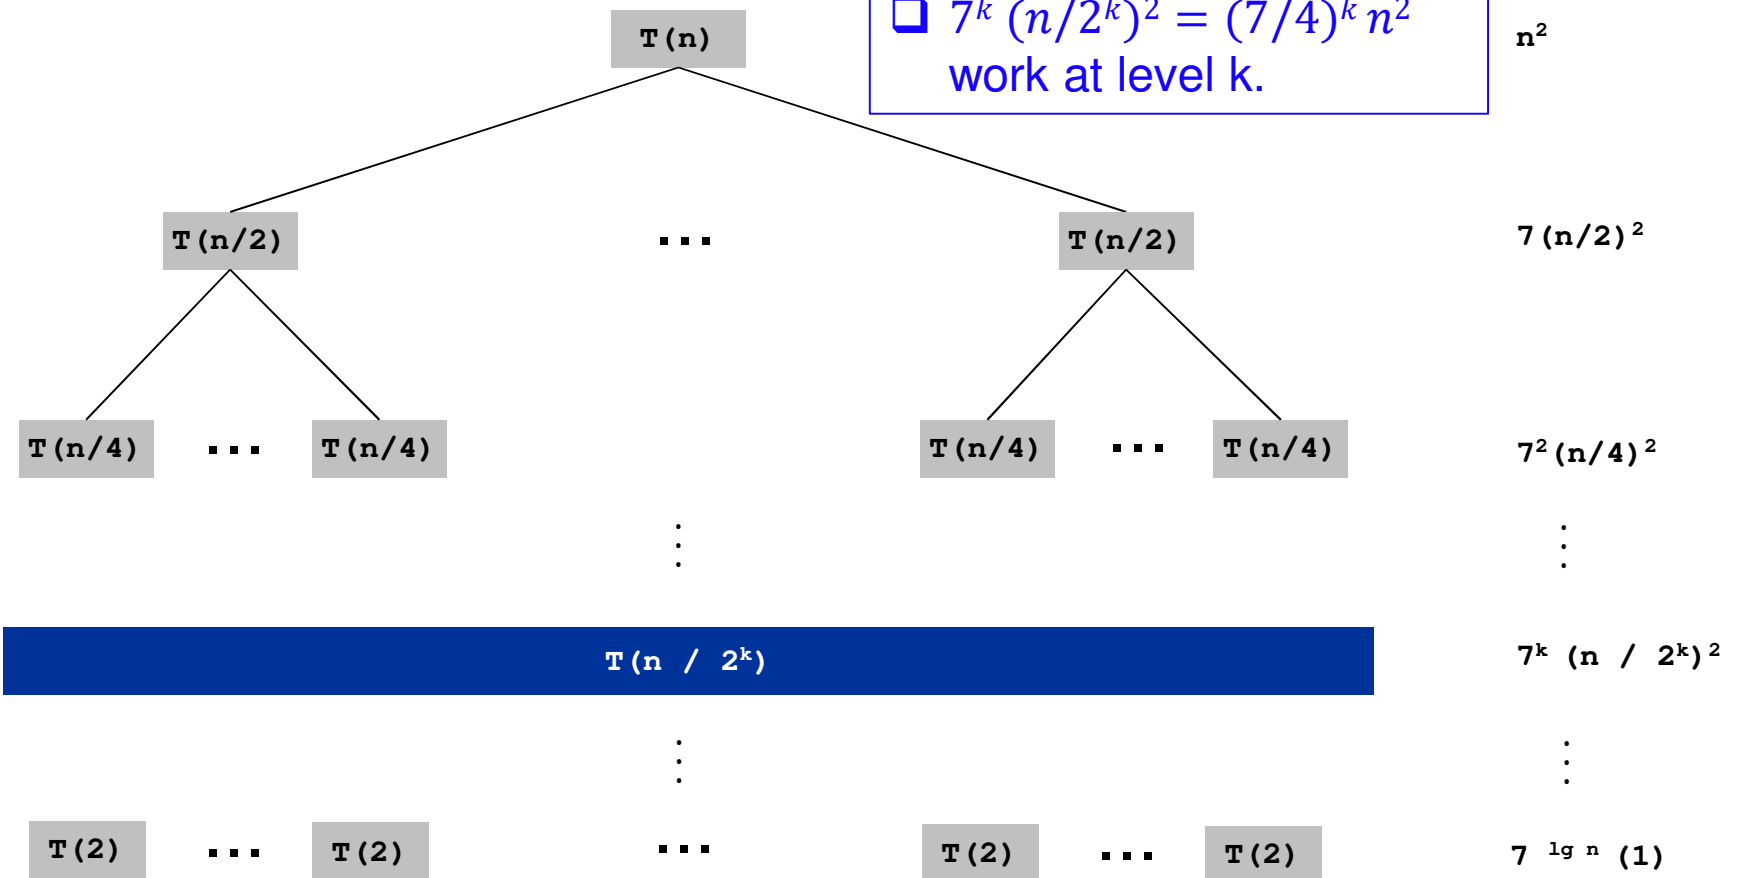 ❑ 7ᵏ (n/2ᵏ)² = (7/4)ᵏ n²
work at level k.
T(n)
n²
T(n/2) ... T(n/2)
7(n/2)²
T(n/4) ... T(n/4) T(n/4) ... T(n/4)
7²(n/4)²
T(n / 2ᵏ)
7ᵏ (n / 2ᵏ)²
T(2) ... T(2) ... T(2) ... T(2)
7 ˡᵍ ⁿ (1)